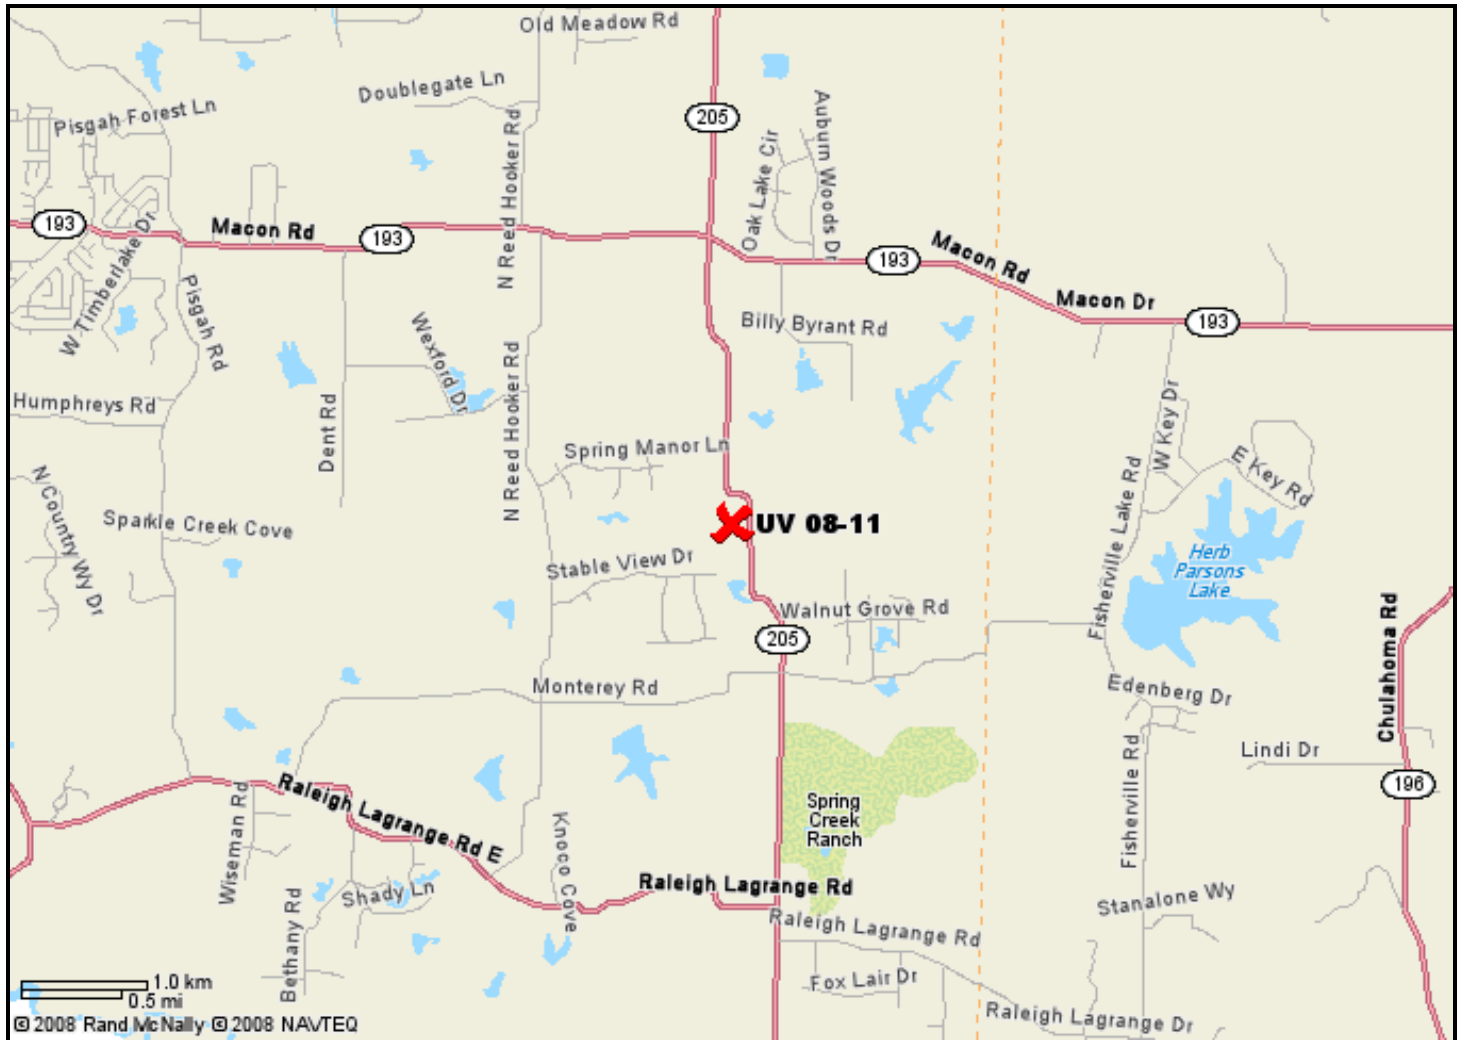 Old Meadow Rd
Doublegate Ln
Pisgah Forest Ln
205
N Reed Hooker Rd
Oak Lake Cir
Auburn Woods Dr
193
Macon Rd
193
193
Macon Rd
Macon Dr
193
W Timberlake Dr
Pisgah Rd
Wexford Dr
Billy Byrant Rd
Humphreys Rd
Dent Rd
N Reed Hooker Rd
Spring Manor Ln
W Key Dr
E Key Rd
N Country Wy Dr
Sparkle Creek Cove
UV 08-11
Fisherville Lake Rd
Herb
Parsons
Lake
Stable View Dr
Walnut Grove Rd
205
Chulahoma Rd
Monterey Rd
Edenberg Dr
Lindi Dr
196
Fisherville Rd
Raleigh Lagrange Rd E
Spring
Creek
Ranch
Wiseman Rd
Knoco Cove
Shady Ln
Raleigh Lagrange Rd
Stanalone Wy
Bethany Rd
Raleigh Lagrange Rd
Fox Lair Dr
Raleigh Lagrange Dr
1.0 km
0.5 mi
© 2008 Rand McNally © 2008 NAVTEQ